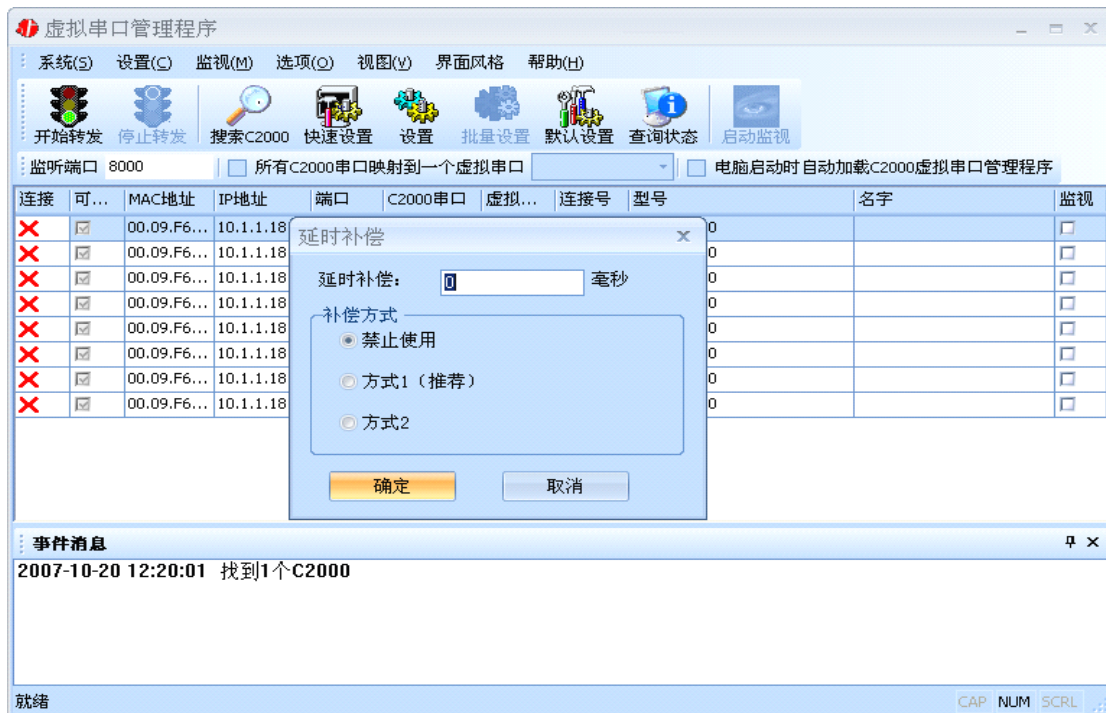 虚拟串口管理程序
系统(S) 设置(C) 监视(M) 选项(O) 视图(V) 界面风格 帮助(H)
开始转发 停止转发 搜索C2000 快速设置 设置 批量设置 默认设置 查询状态 启动监视
监听端口 8000 所有C2000串口映射到一个虚拟串口 电脑启动时自动加载C2000虚拟串口管理程序
连接 可... MAC地址 IP地址 端口 C2000串口 虚拟... 连接号 型号 名字 监视
00.09.F6... 10.1.1.18 0
00.09.F6... 10.1.1.18 0
00.09.F6... 10.1.1.18 0
00.09.F6... 10.1.1.18 0
00.09.F6... 10.1.1.18 0
00.09.F6... 10.1.1.18 0
00.09.F6... 10.1.1.18 0
00.09.F6... 10.1.1.18 0
延时补偿
延时补偿: 0 毫秒
补偿方式
禁止使用
方式1（推荐）
方式2
确定 取消
事件消息
2007-10-20 12:20:01 找到1个C2000
就绪 CAP NUM SCRL